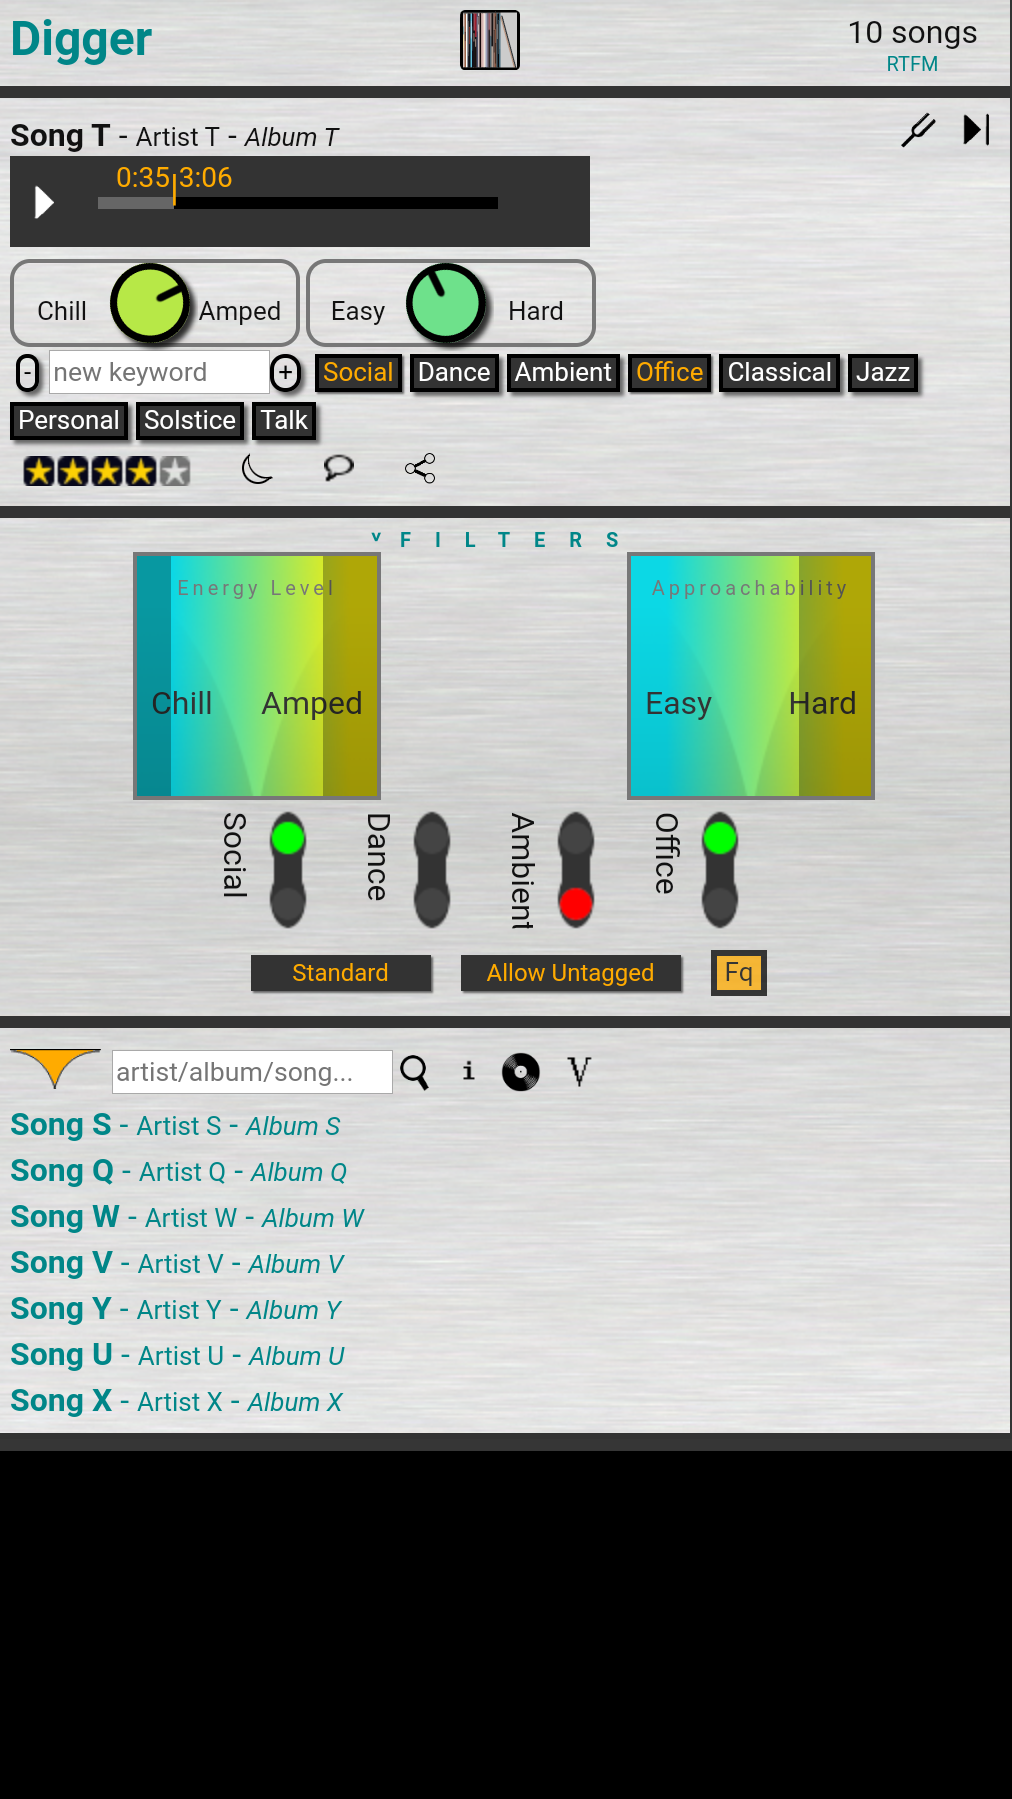 Digger
10 songs
RTFM
Song T - Artist T - Album T
0:35 3:06
Chill Amped Easy Hard
- new keyword + Social Dance Ambient Office Classical Jazz
Personal Solstice Talk
v F I L T E R S
Energy Level Approachability
Chill Amped Easy Hard
Social Dance Ambient Office
Standard Allow Untagged Fq
artist/album/song... i V
Song S - Artist S - Album S
Song Q - Artist Q - Album Q
Song W - Artist W - Album W
Song V - Artist V - Album V
Song Y - Artist Y - Album Y
Song U - Artist U - Album U
Song X - Artist X - Album X